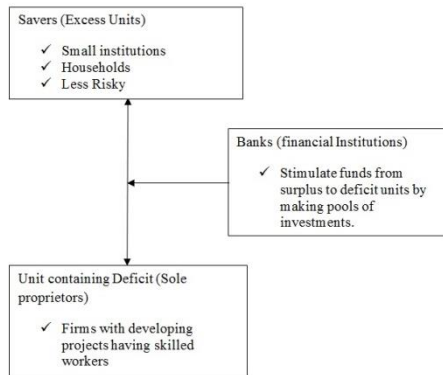 Savers (Excess Units)
✓ Small institutions
✓ Households
✓ Less Risky
Banks (financial Institutions)
✓ Stimulate funds from
surplus to deficit units by
making pools of
investments.
Unit containing Deficit (Sole
proprietors)
✓ Firms with developing
projects having skilled
workers